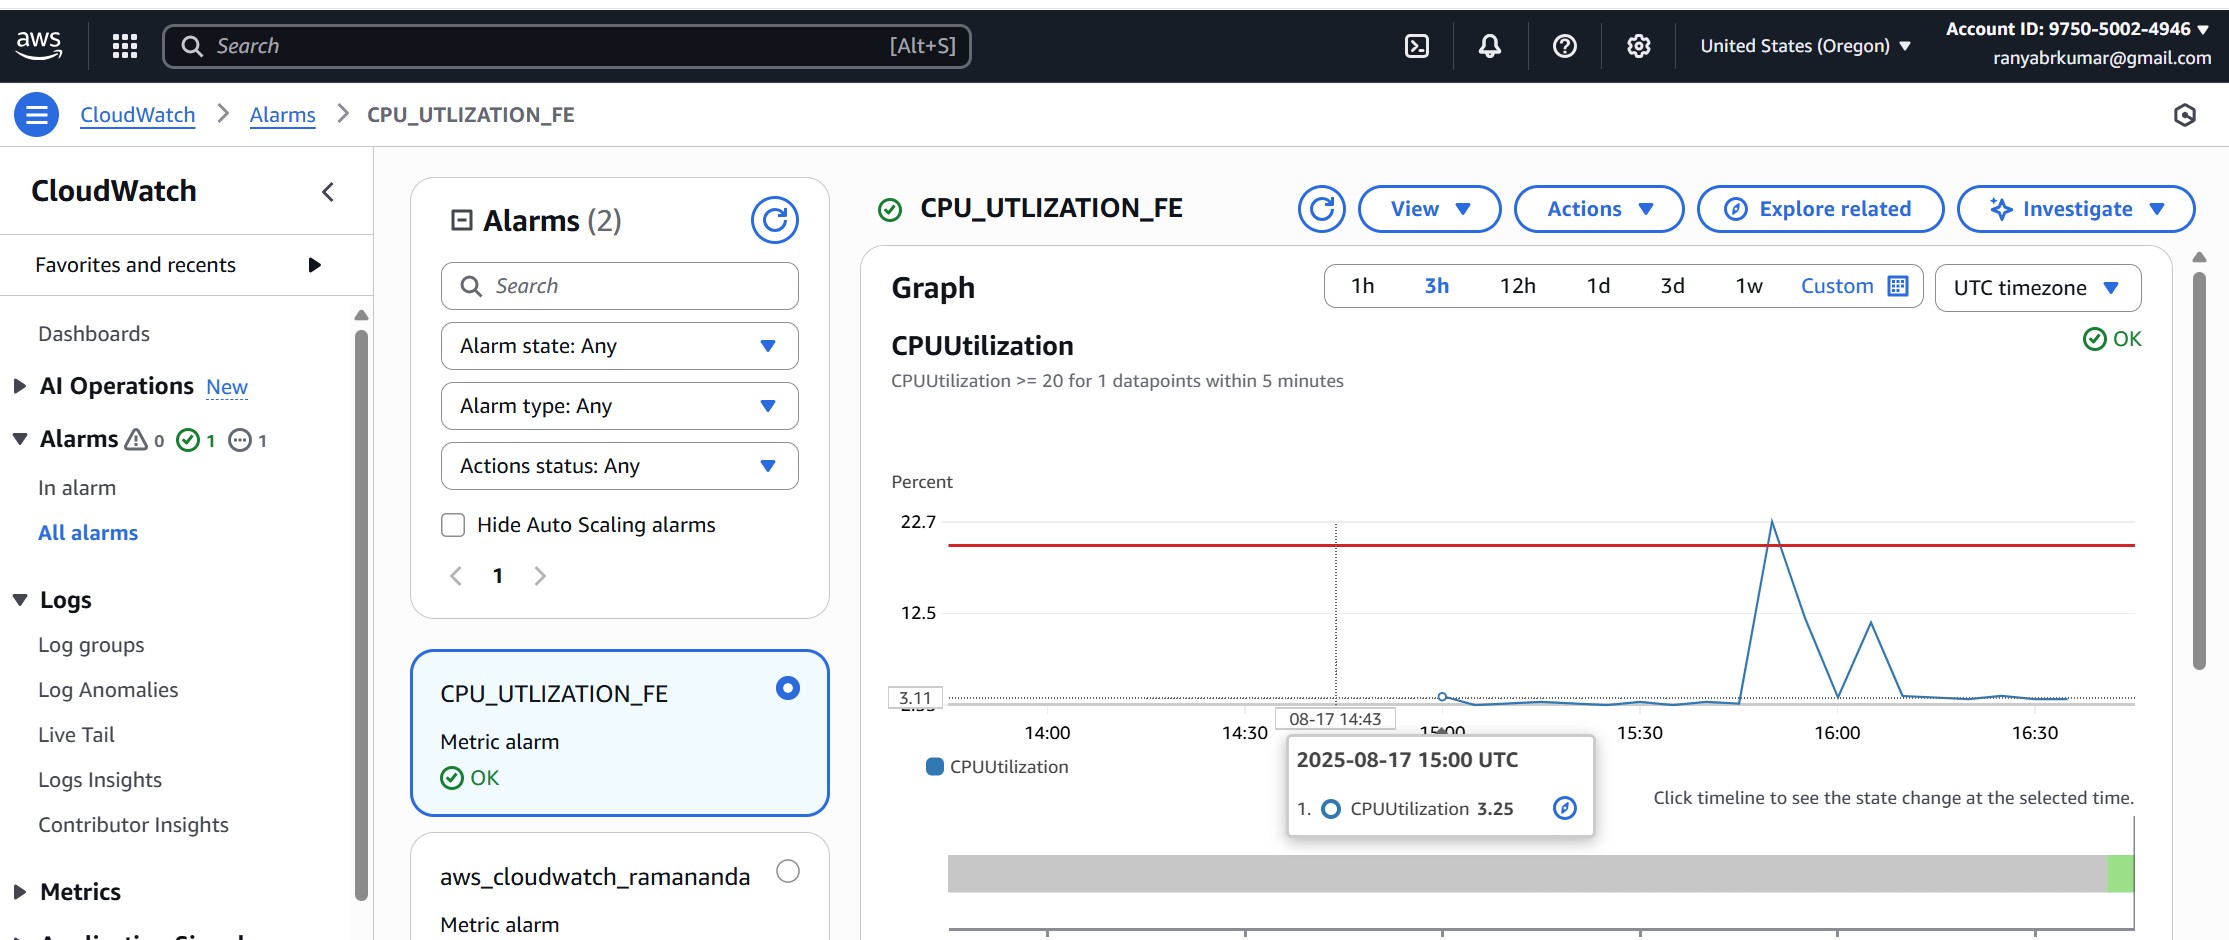 aws
Search
[Alt+S]
United States (Oregon)
Account ID: 9750-5002-4946
ranyabrkumar@gmail.com
CloudWatch
Alarms
CPU_UTLIZATION_FE
CloudWatch
Favorites and recents
Dashboards
AI Operations New
Alarms 0 1 1
In alarm
All alarms
Logs
Log groups
Log Anomalies
Live Tail
Logs Insights
Contributor Insights
Metrics
Alarms (2)
Search
Alarm state: Any
Alarm type: Any
Actions status: Any
Hide Auto Scaling alarms
1
CPU_UTLIZATION_FE
Metric alarm
OK
aws_cloudwatch_ramananda
Metric alarm
CPU_UTLIZATION_FE
View
Actions
Explore related
Investigate
Graph
1h 3h 12h 1d 3d 1w Custom
UTC timezone
CPUUtilization
OK
CPUUtilization >= 20 for 1 datapoints within 5 minutes
Percent
22.7
12.5
3.11
08-17 14:43
14:00 14:30 15:00 15:30 16:00 16:30
CPUUtilization
2025-08-17 15:00 UTC
1. CPUUtilization 3.25
Click timeline to see the state change at the selected time.